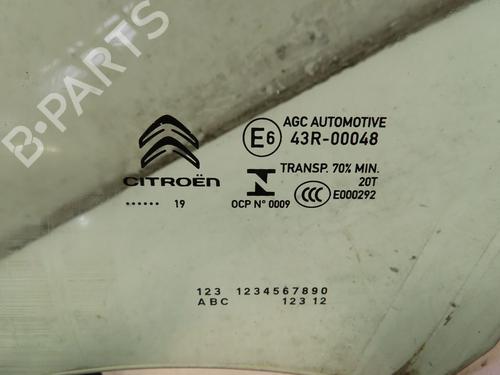 B-PARTS
AGC AUTOMOTIVE
E6 43R-00048
CITROËN
TRANSP. 70% MIN.
20T
...... 19
N
OCP N° 0009
CCC
E000292
123 1234567890
ABC 123 12